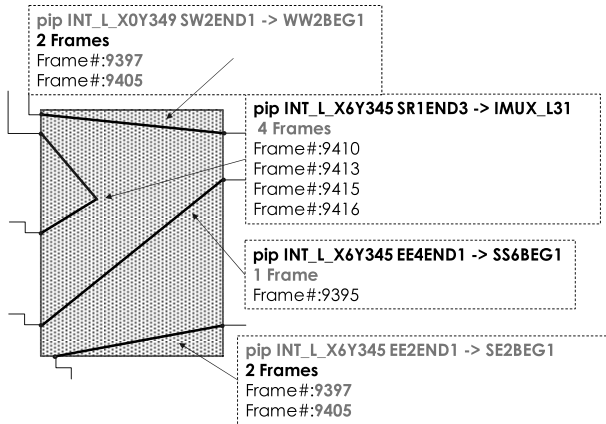 pip INT_L_X0Y349 SW2END1 -> WW2BEG1
2 Frames
Frame#:9397
Frame#:9405
pip INT_L_X6Y345 SR1END3 -> IMUX_L31
4 Frames
Frame#:9410
Frame#:9413
Frame#:9415
Frame#:9416
pip INT_L_X6Y345 EE4END1 -> SS6BEG1
1 Frame
Frame#:9395
pip INT_L_X6Y345 EE2END1 -> SE2BEG1
2 Frames
Frame#:9397
Frame#:9405